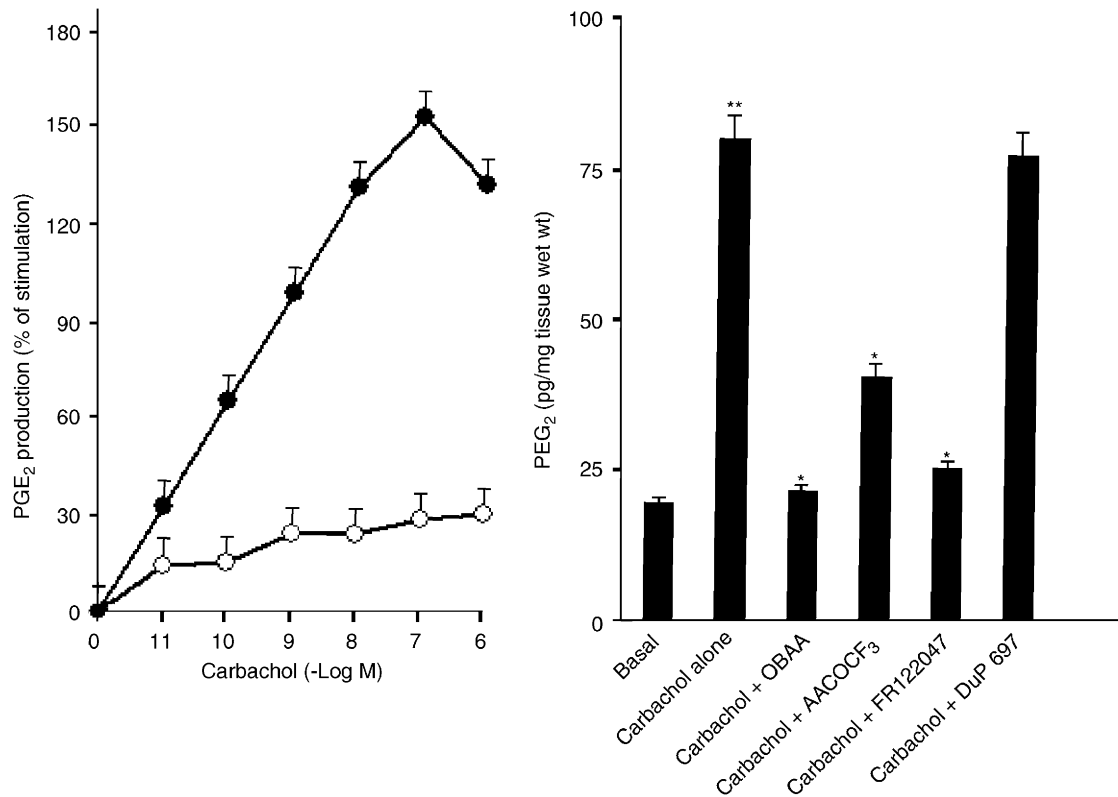 PGE₂ production (% of stimulation)
180
150
120
90
60
30
0
0 11 10 9 8 7 6
Carbachol (-Log M)
PEG₂ (pg/mg tissue wet wt)
100
75
50
25
0
**
*
*
*
Basal
Carbachol alone
Carbachol + OBAA
Carbachol + AACOCF₃
Carbachol + FR122047
Carbachol + DuP 697